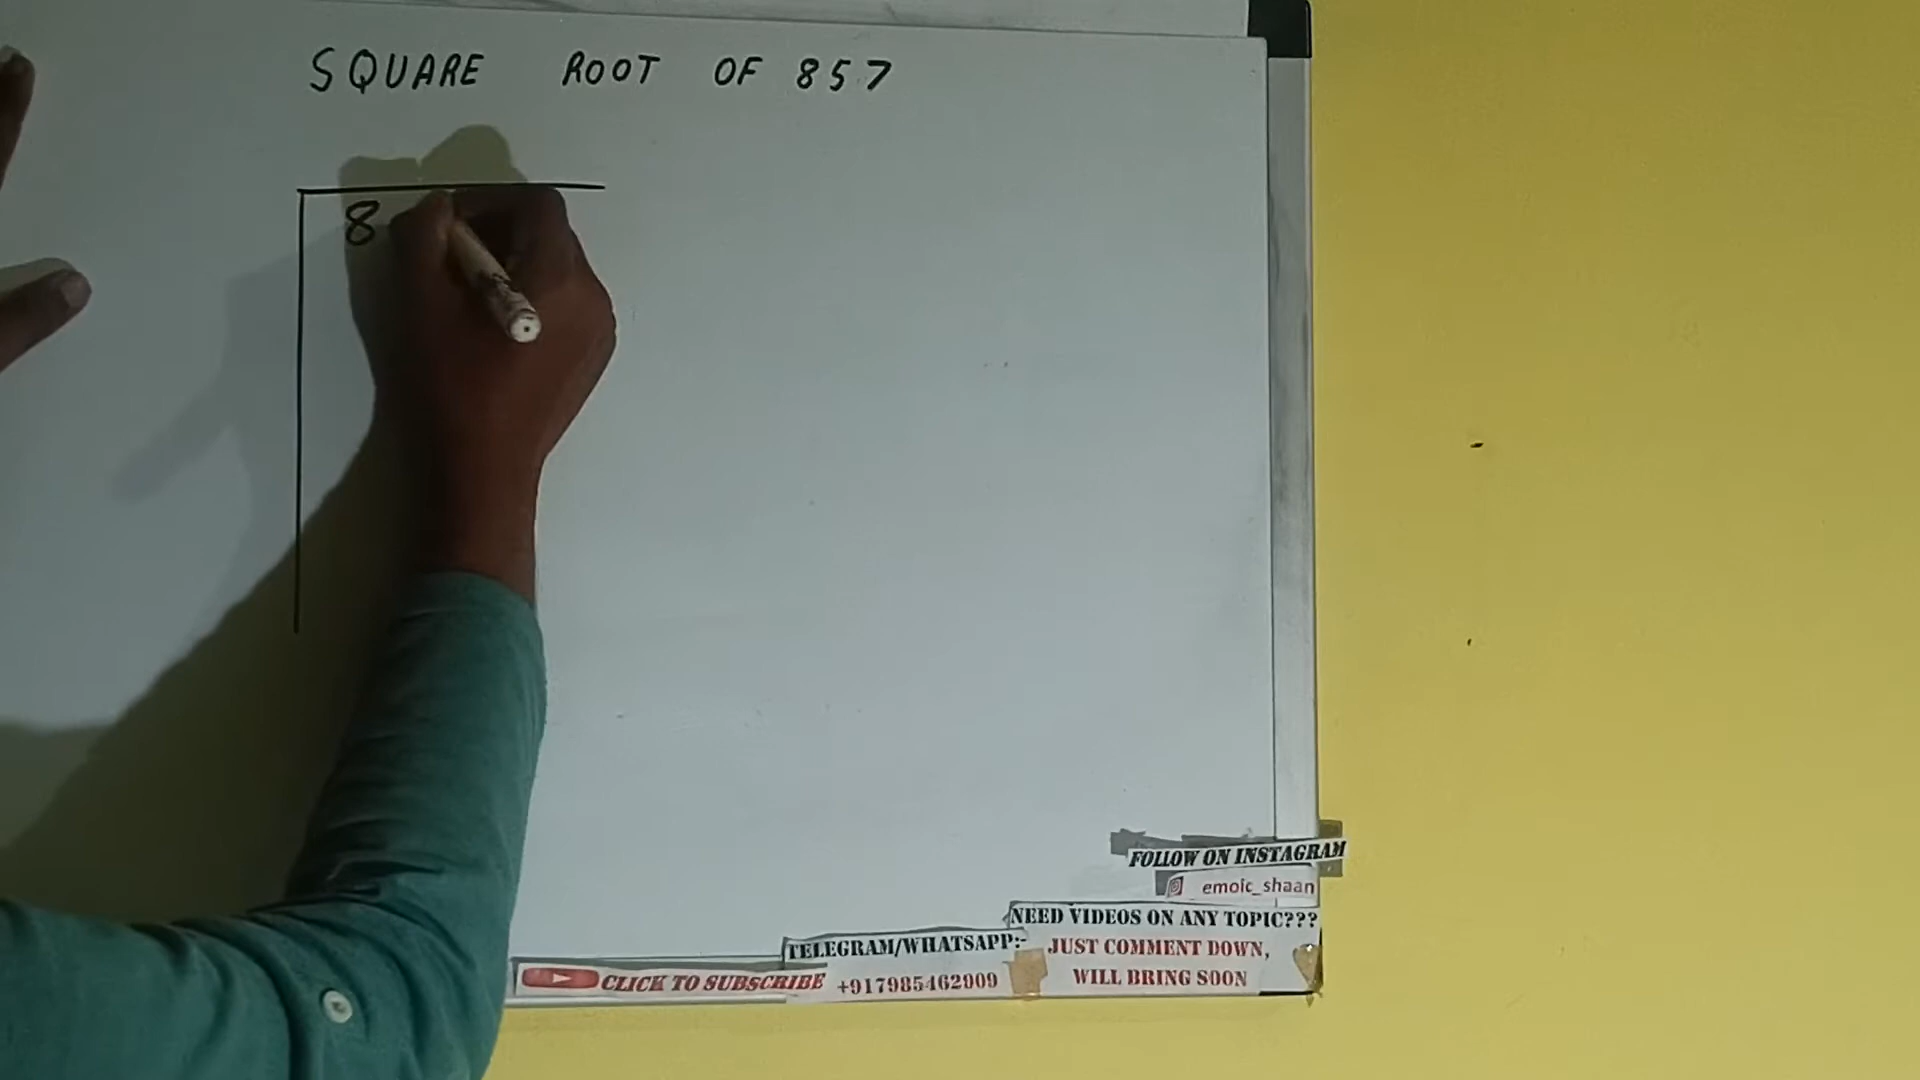 SQUARE ROOT OF 857
8
FOLLOW ON INSTAGRAM
emoic_shaan
NEED VIDEOS ON ANY TOPIC???
TELEGRAM/WHATSAPP:-
JUST COMMENT DOWN,
CLICK TO SUBSCRIBE
+917985462909
WILL BRING SOON